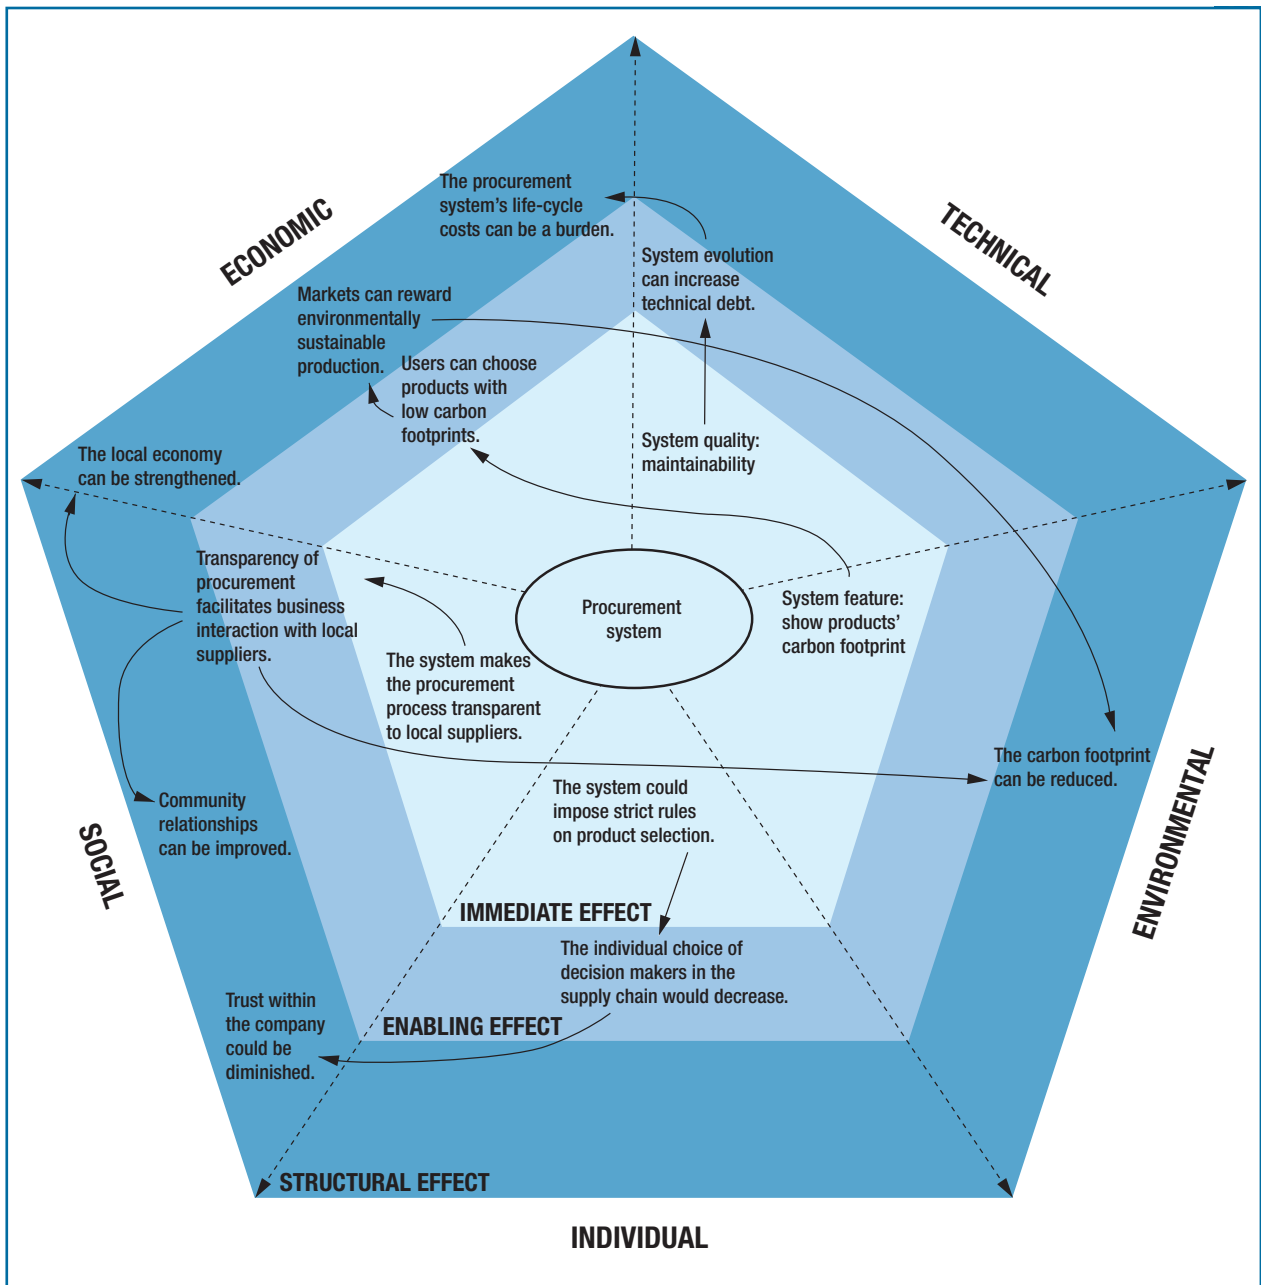 ECONOMIC
TECHNICAL
The procurement
system’s life-cycle
costs can be a burden.
System evolution
can increase
technical debt.
Markets can reward
environmentally
sustainable
production.
Users can choose
products with
low carbon
footprints.
System quality:
maintainability
The local economy
can be strengthened.
Transparency of
procurement
facilitates business
interaction with local
suppliers.
Procurement
system
System feature:
show products’
carbon footprint
The system makes
the procurement
process transparent
to local suppliers.
The carbon footprint
can be reduced.
The system could
impose strict rules
on product selection.
Community
relationships
can be improved.
SOCIAL
ENVIRONMENTAL
IMMEDIATE EFFECT
The individual choice of
decision makers in the
supply chain would decrease.
Trust within
the company
could be
diminished.
ENABLING EFFECT
STRUCTURAL EFFECT
INDIVIDUAL